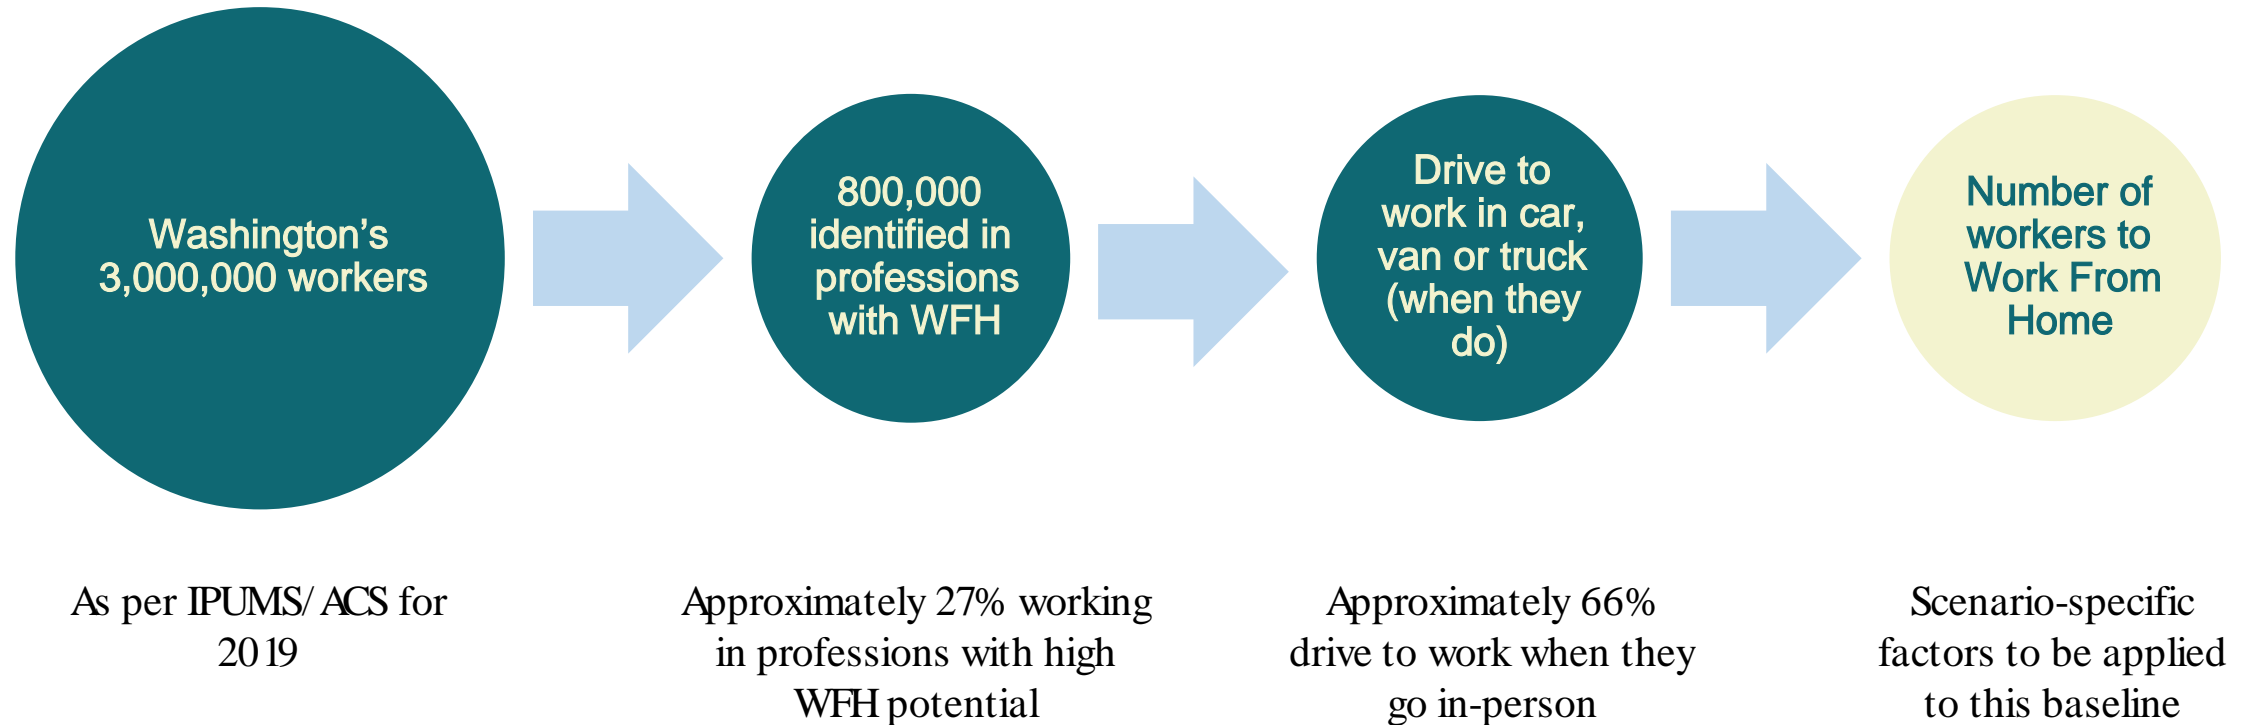 Washington’s
3,000,000 workers
800,000
identified in
professions
with WFH
Drive to
work in car,
van or truck
(when they
do)
Number of
workers to
Work From
Home
As per IPUMS/ACS for
2019
Approximately 27% working
in professions with high
WFH potential
Approximately 66%
drive to work when they
go in-person
Scenario-specific
factors to be applied
to this baseline